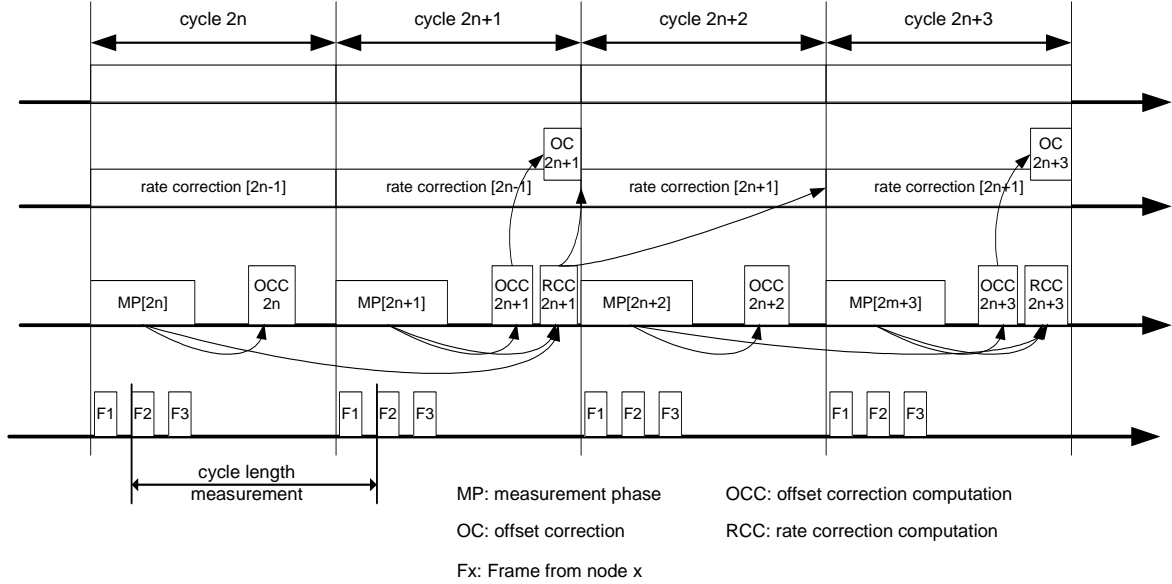 cycle 2n
cycle 2n+1
cycle 2n+2
cycle 2n+3
OC
2n+1
OC
2n+3
rate correction [2n-1]
rate correction [2n-1]
rate correction [2n+1]
rate correction [2n+1]
MP[2n]
OCC
2n
MP[2n+1]
OCC
2n+1
RCC
2n+1
MP[2n+2]
OCC
2n+2
MP[2m+3]
OCC
2n+3
RCC
2n+3
F1 F2 F3
F1 F2 F3
F1 F2 F3
F1 F2 F3
cycle length
measurement
MP: measurement phase
OCC: offset correction computation
OC: offset correction
RCC: rate correction computation
Fx: Frame from node x